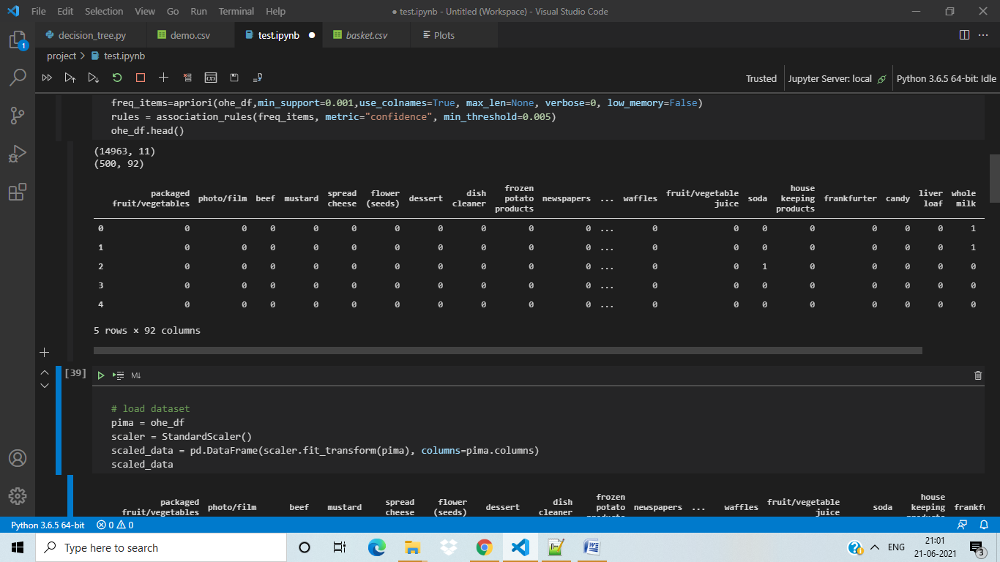 File Edit Selection View Go Run Terminal Help ● test.ipynb - Untitled (Workspace) - Visual Studio Code
decision_tree.py demo.csv test.ipynb basket.csv Plots
project > test.ipynb
Trusted Jupyter Server: local Python 3.6.5 64-bit: Idle
freq_items=apriori(ohe_df,min_support=0.001,use_colnames=True, max_len=None, verbose=0, low_memory=False)
rules = association_rules(freq_items, metric="confidence", min_threshold=0.005)
ohe_df.head()
(14963, 11)
(500, 92)
packaged fruit/vegetables photo/film beef mustard spread cheese flower (seeds) dessert dish cleaner frozen potato products newspapers ... waffles fruit/vegetable juice soda house keeping products frankfurter candy liver loaf whole milk
0 0 0 0 0 0 0 0 0 0 0 ... 0 0 0 0 0 0 0 1
1 0 0 0 0 0 0 0 0 0 0 ... 0 0 0 0 0 0 0 1
2 0 0 0 0 0 0 0 0 0 0 ... 0 0 1 0 0 0 0 0
3 0 0 0 0 0 0 0 0 0 0 ... 0 0 0 0 0 0 0 0
4 0 0 0 0 0 0 0 0 0 0 ... 0 0 0 0 0 0 0 0
5 rows × 92 columns
[39] M↓
# load dataset
pima = ohe_df
scaler = StandardScaler()
scaled_data = pd.DataFrame(scaler.fit_transform(pima), columns=pima.columns)
scaled_data
packaged fruit/vegetables photo/film beef mustard spread cheese flower (seeds) dessert dish cleaner frozen potato products newspapers ... waffles fruit/vegetable juice soda house keeping products
Python 3.6.5 64-bit 0 0
Type here to search ENG 21:01
21-06-2021 3